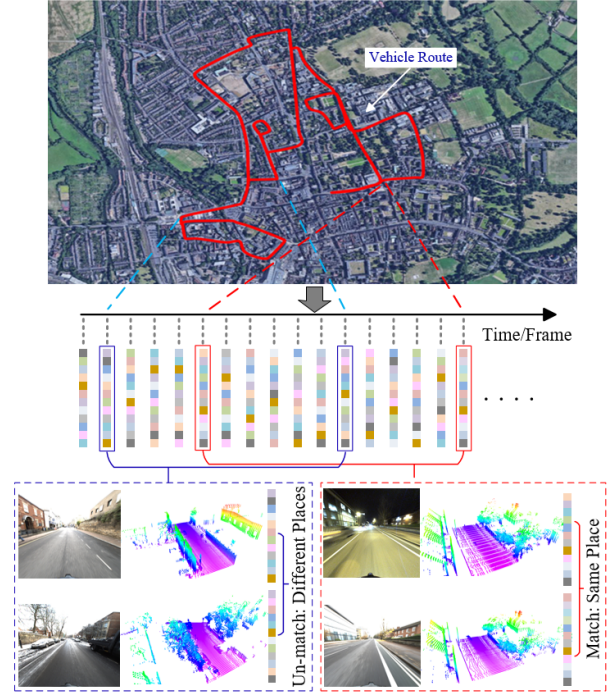 Vehicle Route
Time/Frame
. . . .
Un-match: Different Places
Match: Same Place